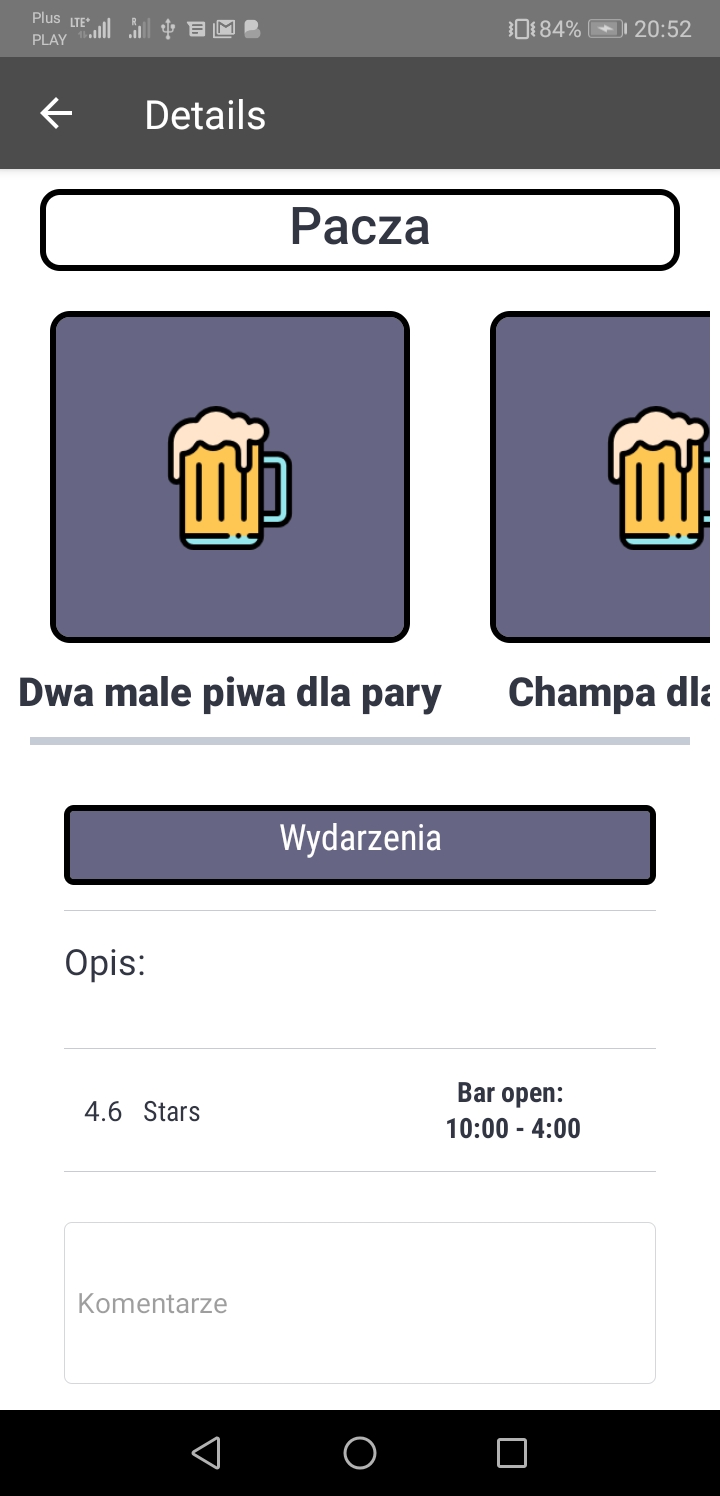 Plus LTE+ R 84% 20:52
PLAY
Details
Pacza
Dwa male piwa dla pary Champa dla
Wydarzenia
Opis:
4.6 Stars
Bar open:
10:00 - 4:00
Komentarze